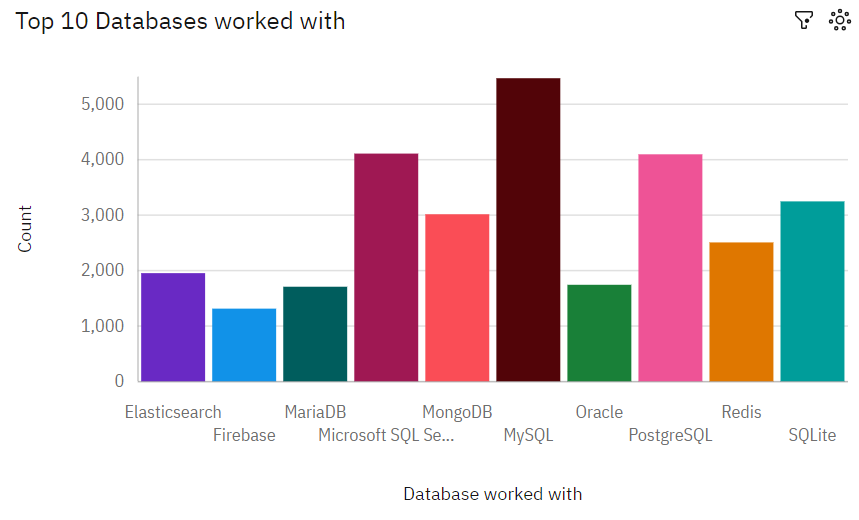 Top 10 Databases worked with
Count
5,000
4,000
3,000
2,000
1,000
0
Elasticsearch
Firebase
MariaDB
Microsoft SQL Se...
MongoDB
MySQL
Oracle
PostgreSQL
Redis
SQLite
Database worked with